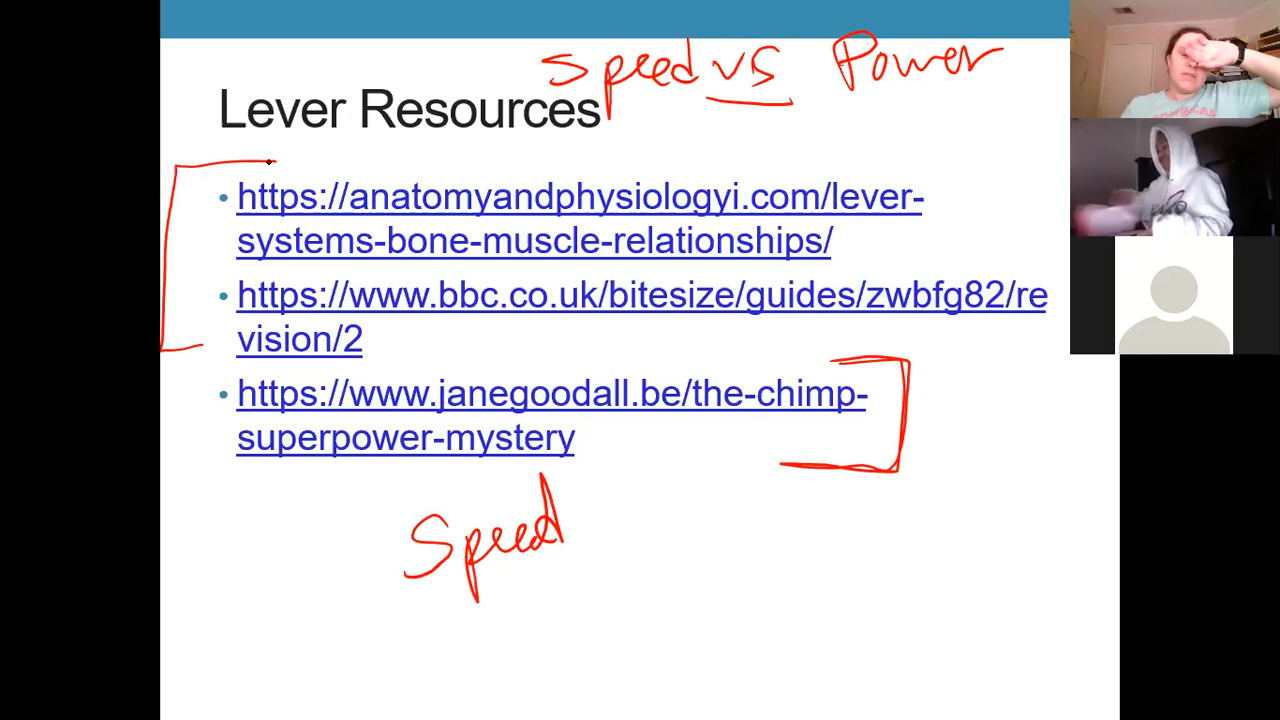 Speed vs Power
Lever Resources
• https://anatomyandphysiologyi.com/lever-
systems-bone-muscle-relationships/
• https://www.bbc.co.uk/bitesize/guides/zwbfg82/re
vision/2
• https://www.janegoodall.be/the-chimp-
superpower-mystery
Speed